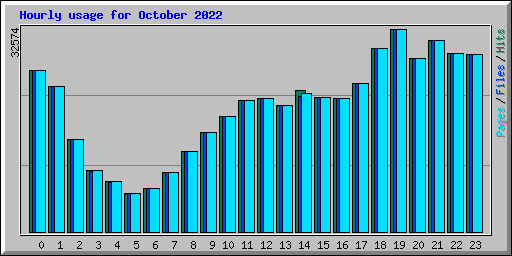 Hourly usage for October 2022
32574
Pages/Files/Hits
0 1 2 3 4 5 6 7 8 9 10 11 12 13 14 15 16 17 18 19 20 21 22 23